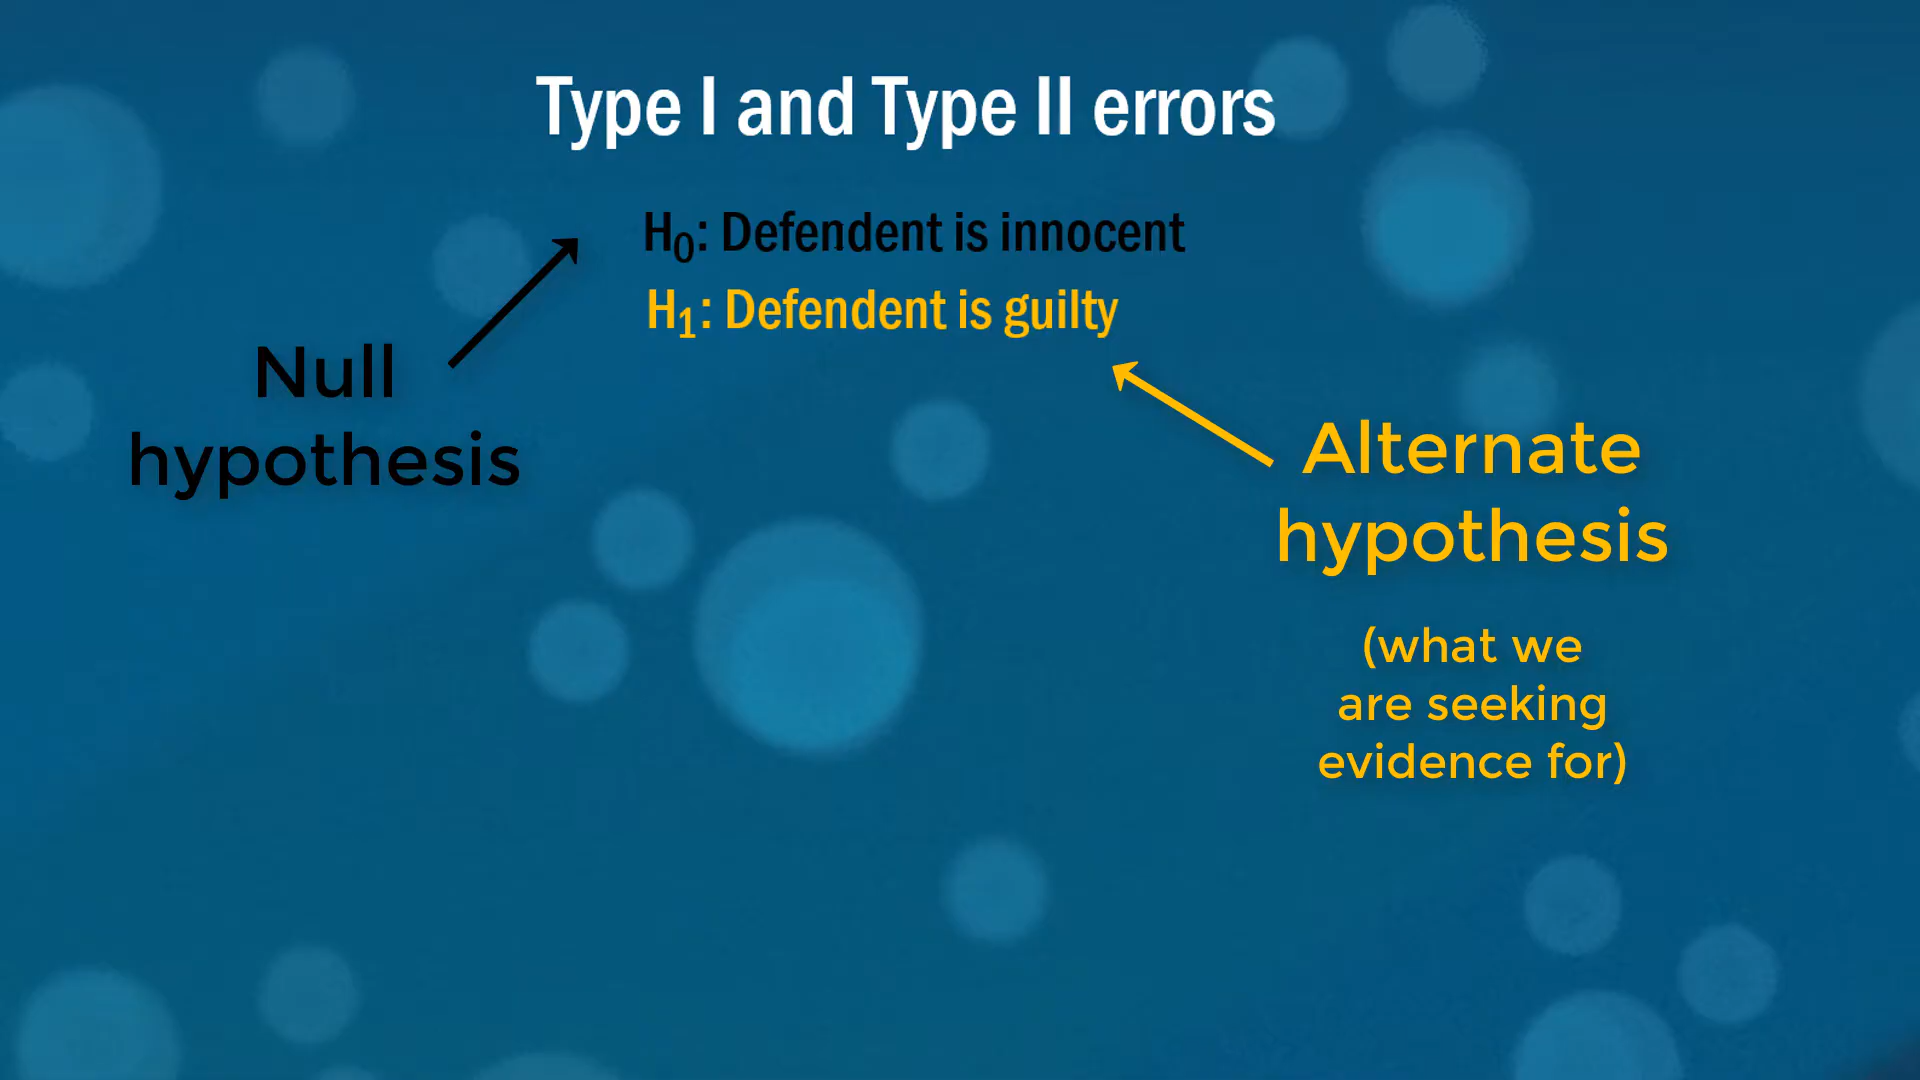 Type I and Type II errors
H₀: Defendent is innocent
H₁: Defendent is guilty
Null
hypothesis
Alternate
hypothesis
(what we
are seeking
evidence for)